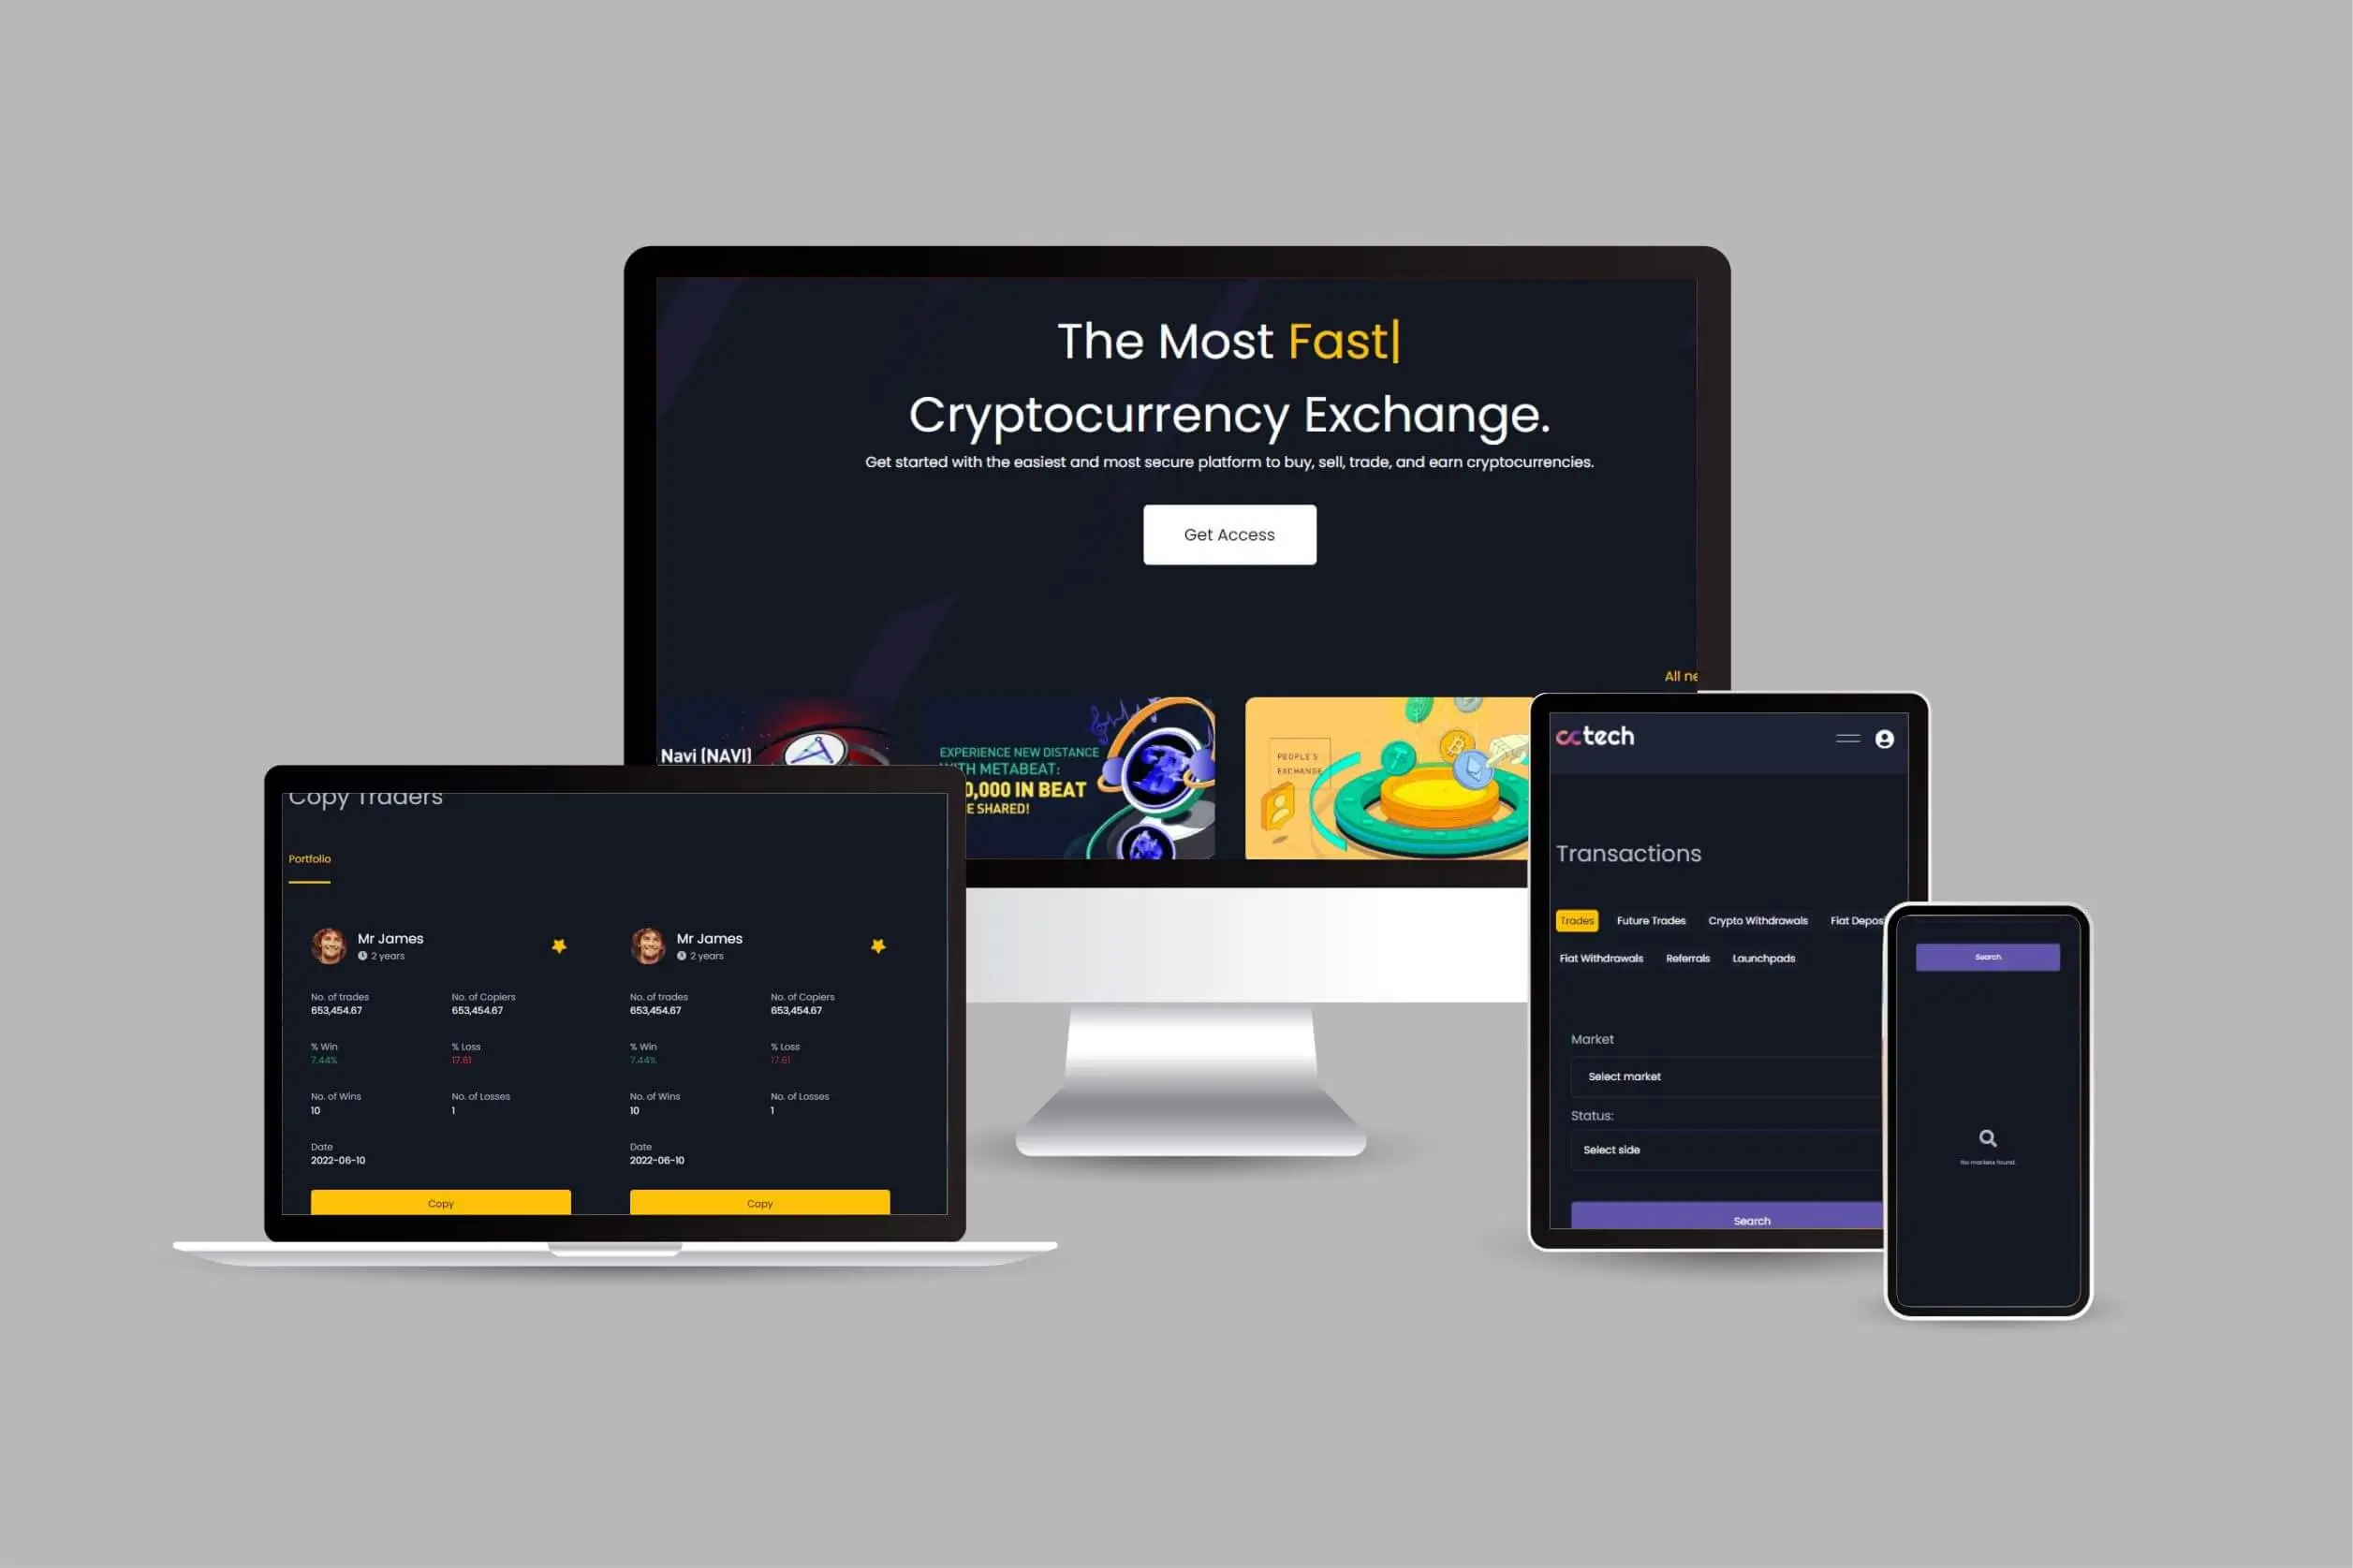 The Most Fast|
Cryptocurrency Exchange.
Get started with the easiest and most secure platform to buy, sell, trade, and earn cryptocurrencies.
Get Access
All ne
Navi (NAVI)
EXPERIENCE NEW DISTANCE
WITH METABEAT:
0,000 IN BEAT
E SHARED!
PEOPLE'S
EXCHANGE
Copy Traders
Portfolio
Mr James
2 years
No. of trades
653,454.67
No. of Copiers
653,454.67
% Win
7.44%
% Loss
17.61
No. of Wins
10
No. of Losses
1
Date
2022-06-10
Copy
Mr James
2 years
No. of trades
653,454.67
No. of Copiers
653,454.67
% Win
7.44%
% Loss
17.61
No. of Wins
10
No. of Losses
1
Date
2022-06-10
Copy
cctech
Transactions
Trades Future Trades Crypto Withdrawals Fiat Depos
Fiat Withdrawals Referrals Launchpads
Market
Select market
Status:
Select side
Search
Search
No markets found.